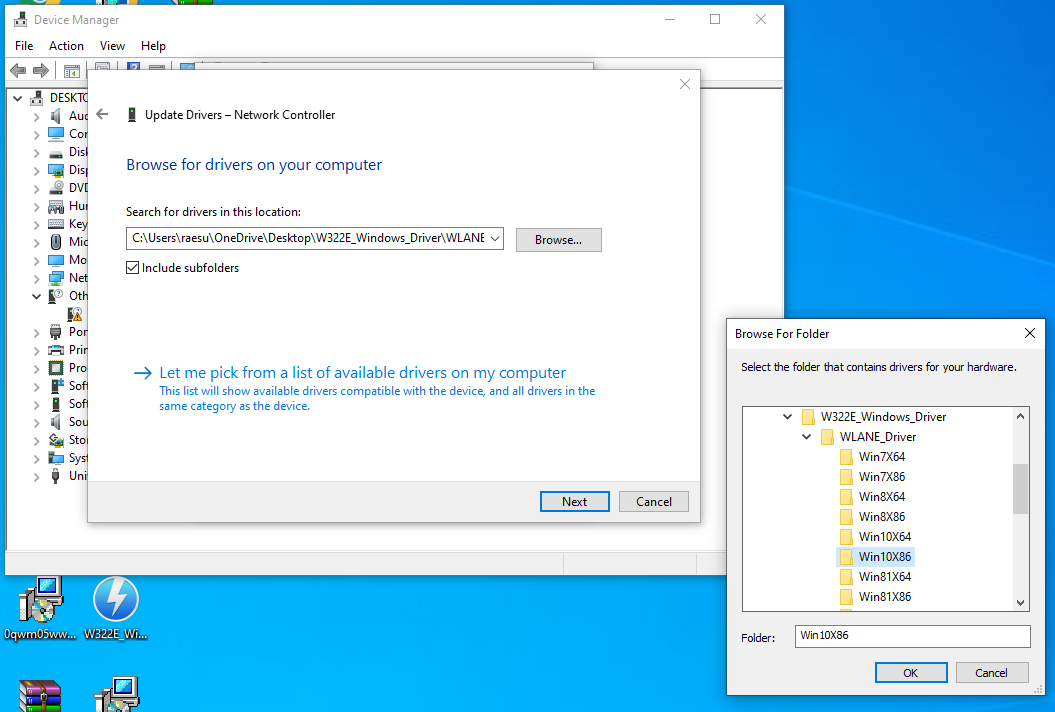 Device Manager
File Action View Help
DESKTO
Update Drivers – Network Controller
Browse for drivers on your computer
Search for drivers in this location:
C:\Users\raesu\OneDrive\Desktop\W322E_Windows_Driver\WLANE
Browse...
Include subfolders
Let me pick from a list of available drivers on my computer
This list will show available drivers compatible with the device, and all drivers in the
same category as the device.
Next
Cancel
Aud
Con
Disk
Disp
DVD
Hum
Key
Mic
Mo
Net
Oth
Por
Prin
Pro
Soft
Soft
Sou
Stor
Syst
Uni
Browse For Folder
Select the folder that contains drivers for your hardware.
W322E_Windows_Driver
WLANE_Driver
Win7X64
Win7X86
Win8X64
Win8X86
Win10X64
Win10X86
Win81X64
Win81X86
Folder:
Win10X86
OK
Cancel
0qwm05ww...
W322E_Wi...